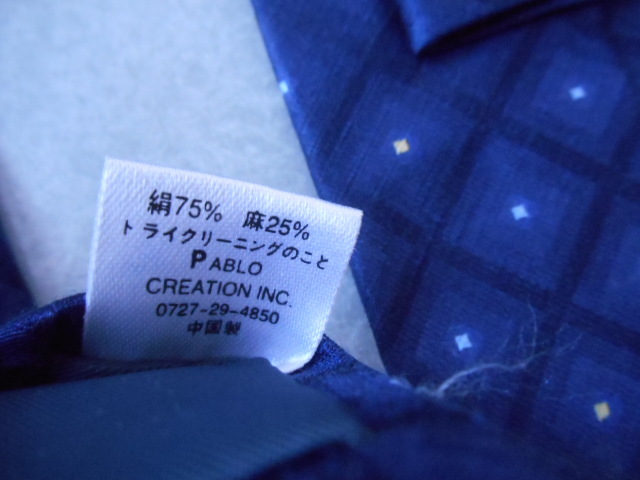 絹75% 麻25%
トライクリーニングのこと
PABLO
CREATION INC.
0727-29-4850
中国製